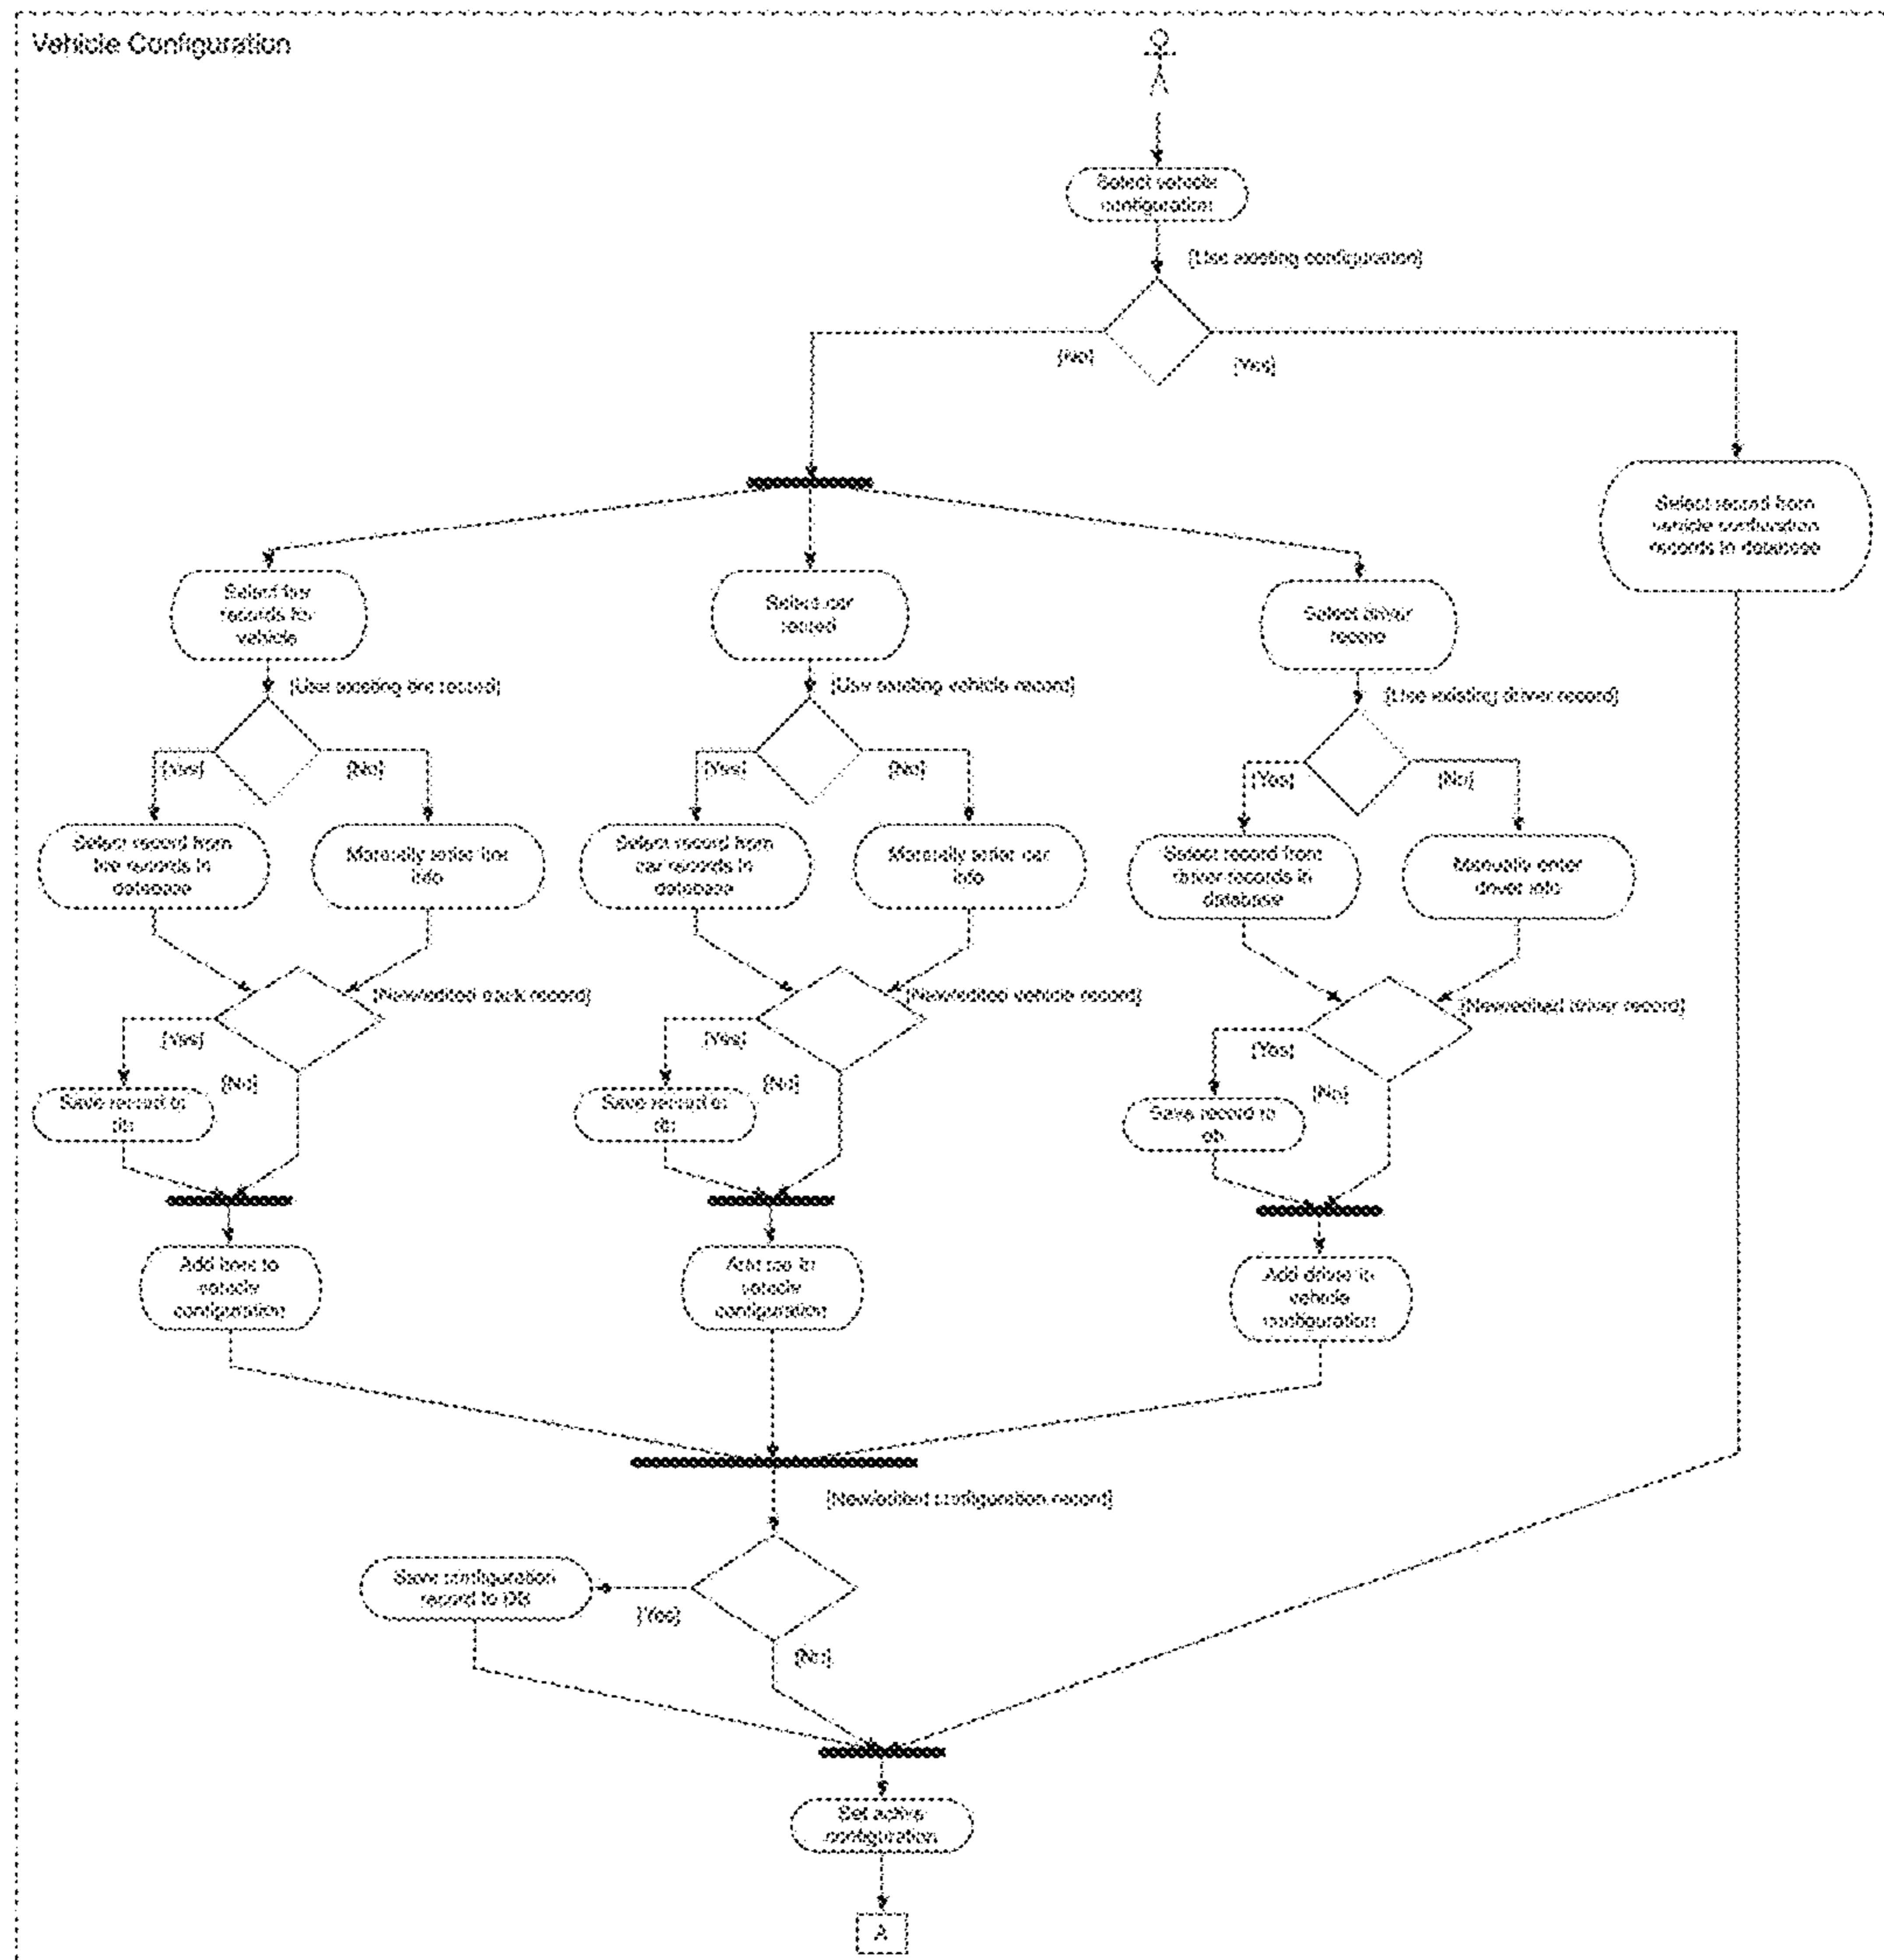 Vehicle Configuration
Select vehicle
configuration
[Use existing configuration]
[No]
[Yes]
Select record from
vehicle
records in database
Select
records for
vehicle
Select car
record
Select driver
record
[Use existing tire record]
[Use existing vehicle record]
[Use existing driver record]
[Yes]
[No]
[Yes]
[No]
[Yes]
[No]
Select record from
tire records in
database
Manually enter tire
info
Select record from
car records in
database
Manually enter car
info
Select record from
driver records in
database
Manually enter
driver info
[New/edited track record]
[New/edited vehicle record]
[New/edited driver record]
[Yes]
[No]
[Yes]
[No]
[Yes]
[No]
Save record to
db
Save record to
db
Save record to
db
Add tires to
vehicle
configuration
Add car to
vehicle
configuration
Add driver to
vehicle
configuration
[New/edited configuration record]
Save configuration
record to DB
[Yes]
[No]
Set active
configuration
A